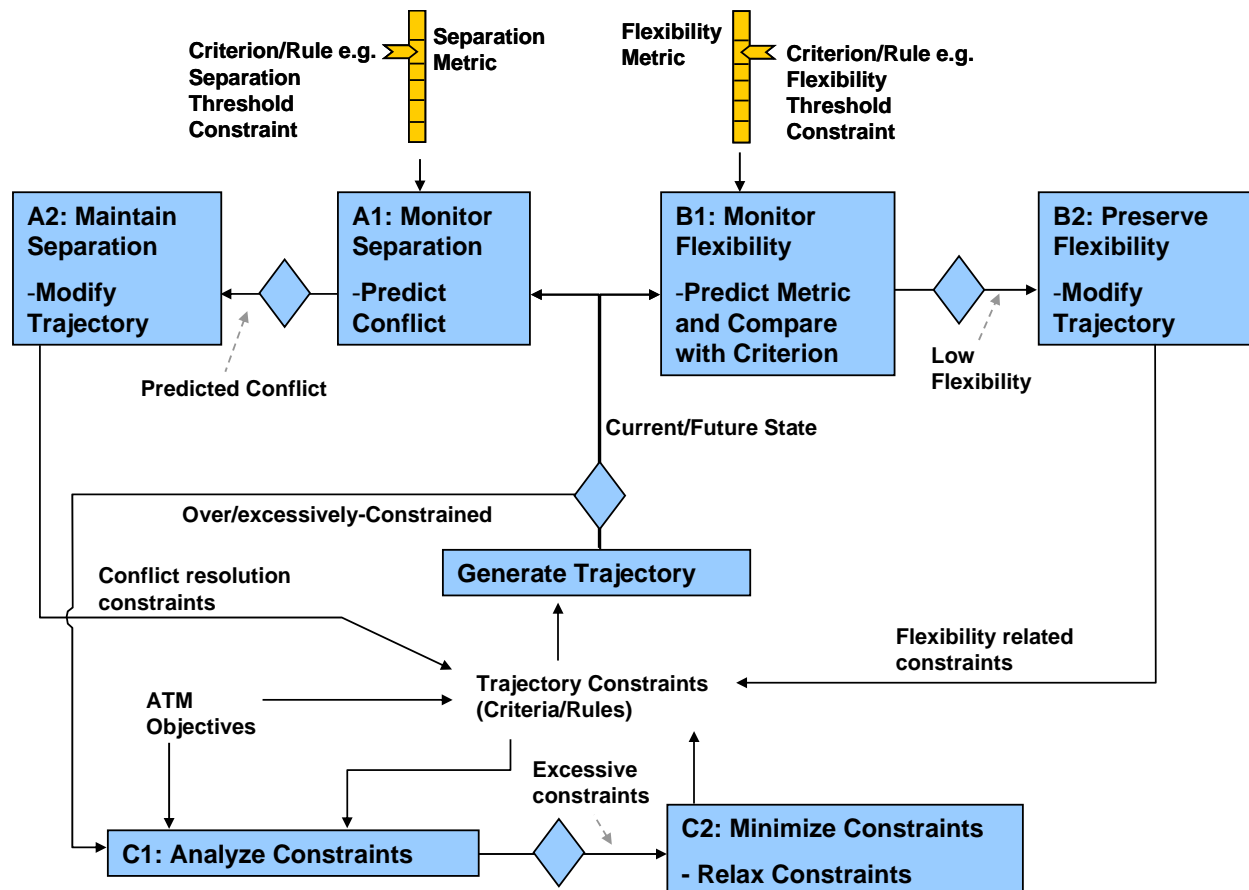 Criterion/Rule e.g.
Separation
Threshold
Constraint
Separation
Metric
Flexibility
Metric
Criterion/Rule e.g.
Flexibility
Threshold
Constraint
A2: Maintain
Separation
-Modify
Trajectory
A1: Monitor
Separation
-Predict
Conflict
B1: Monitor
Flexibility
-Predict Metric
and Compare
with Criterion
B2: Preserve
Flexibility
-Modify
Trajectory
Predicted Conflict
Low
Flexibility
Current/Future State
Over/excessively-Constrained
Generate Trajectory
Conflict resolution
constraints
Flexibility related
constraints
Trajectory Constraints
(Criteria/Rules)
ATM
Objectives
Excessive
constraints
C1: Analyze Constraints
C2: Minimize Constraints
- Relax Constraints